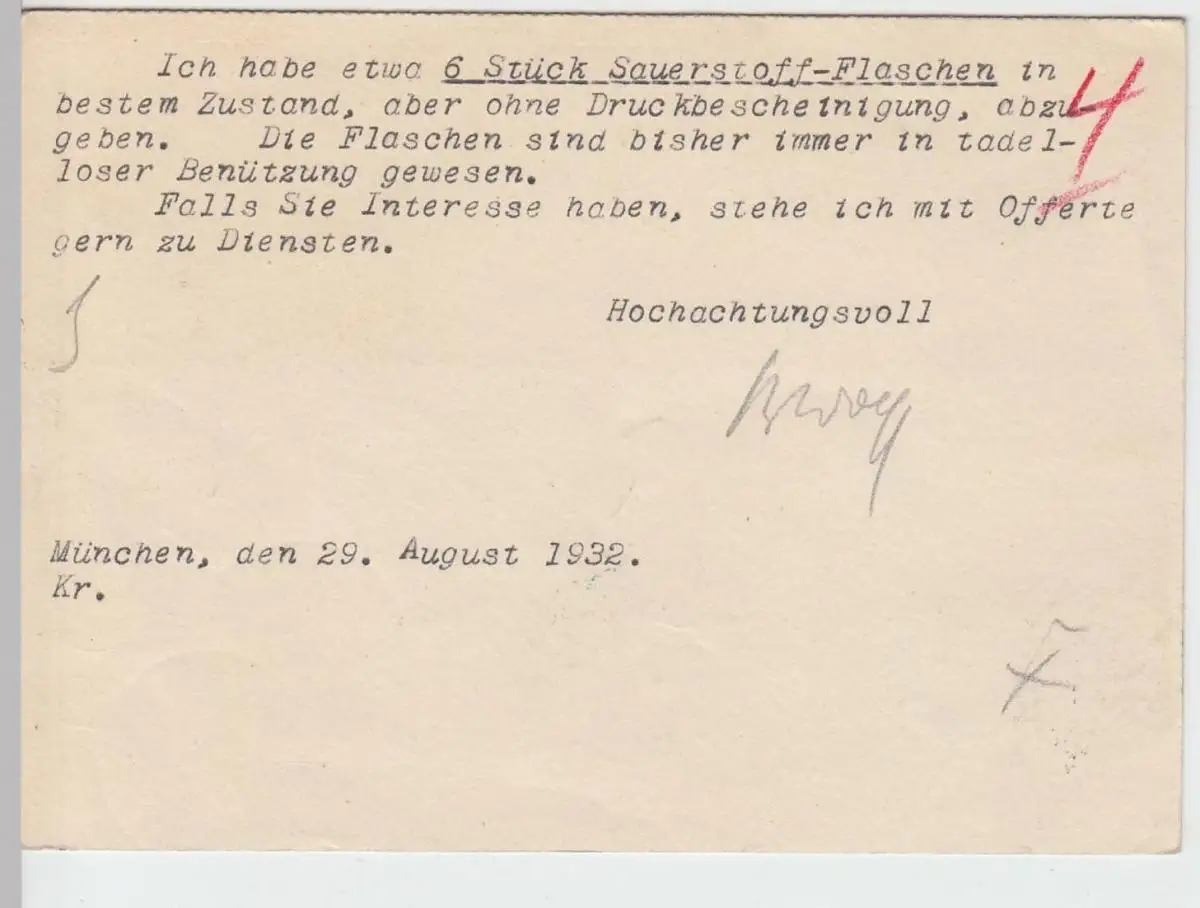 Ich habe etwa 6 Stück Sauerstoff-Flaschen in
bestem Zustand, aber ohne Druckbescheinigung, abzu-
geben. Die Flaschen sind bisher immer in tadel-
loser Benützung gewesen.
Falls Sie Interesse haben, stehe ich mit Offerte
gern zu Diensten.
Hochachtungsvoll
München, den 29. August 1932.
Kr.